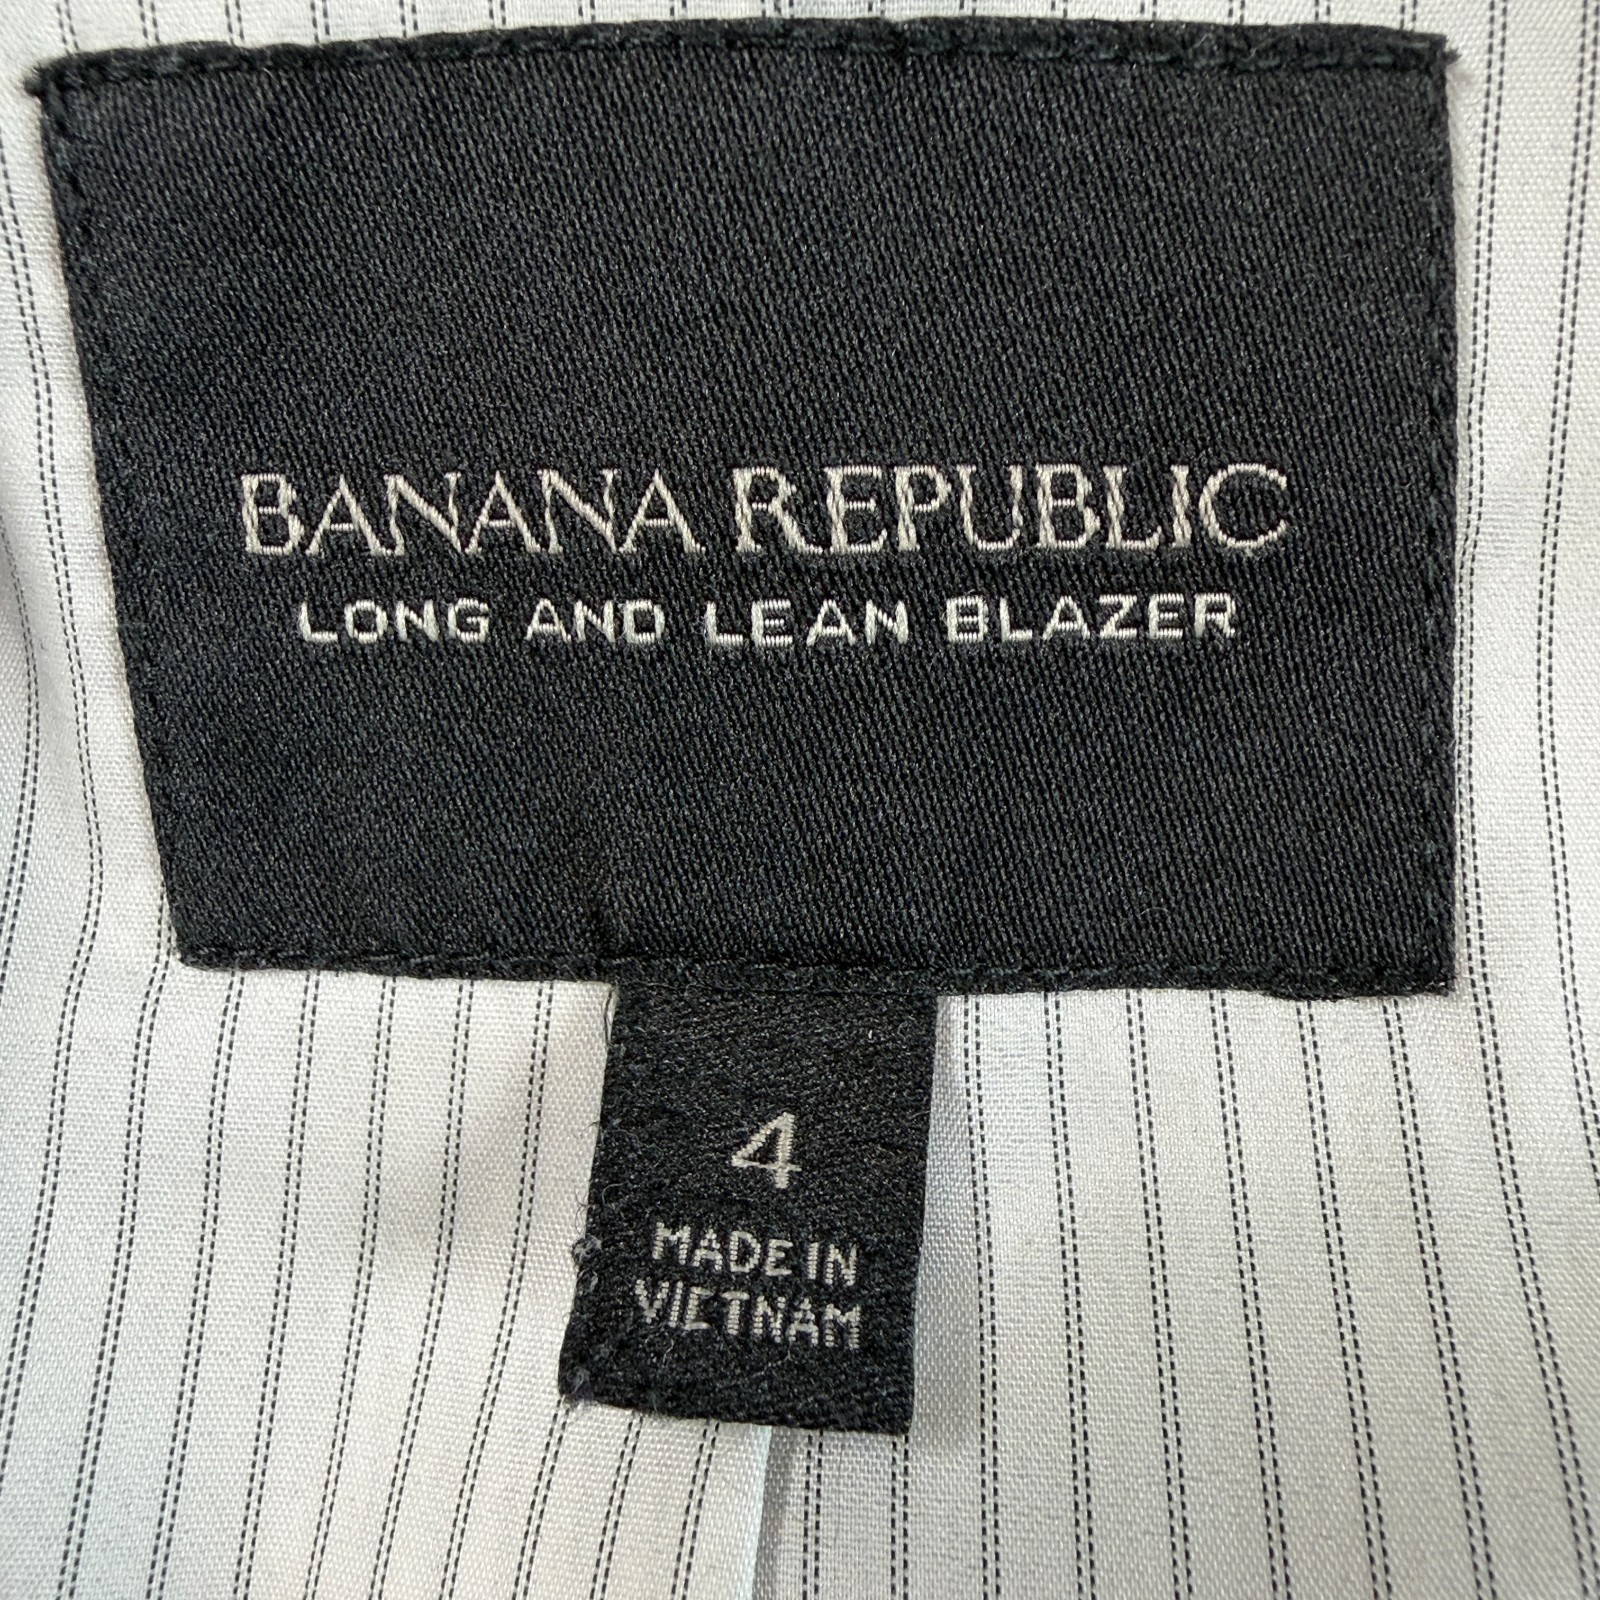 BANANA REPUBLIC
LONG AND LEAN BLAZER
4
MADE IN
VIETNAM